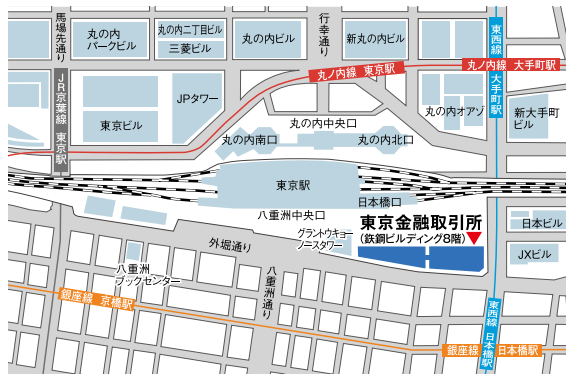 馬場先通り
丸の内
パークビル
丸の内二丁目ビル
三菱ビル
丸の内ビル
行幸通り
新丸の内ビル
東西線 大手町駅
丸ノ内線 東京駅
丸ノ内線 大手町駅
JR京葉線 東京駅
JPタワー
東京ビル
丸の内オアゾ
新大手町
ビル
丸の内中央口
丸の内南口
丸の内北口
東京駅
日本橋口
八重洲中央口
東京金融取引所
(鉄鋼ビルディング8階)
グラントウキョー
ノースタワー
外堀通り
日本ビル
JXビル
八重洲
ブックセンター
八重洲通り
銀座線 京橋駅
東西線 日本橋駅
銀座線 日本橋駅